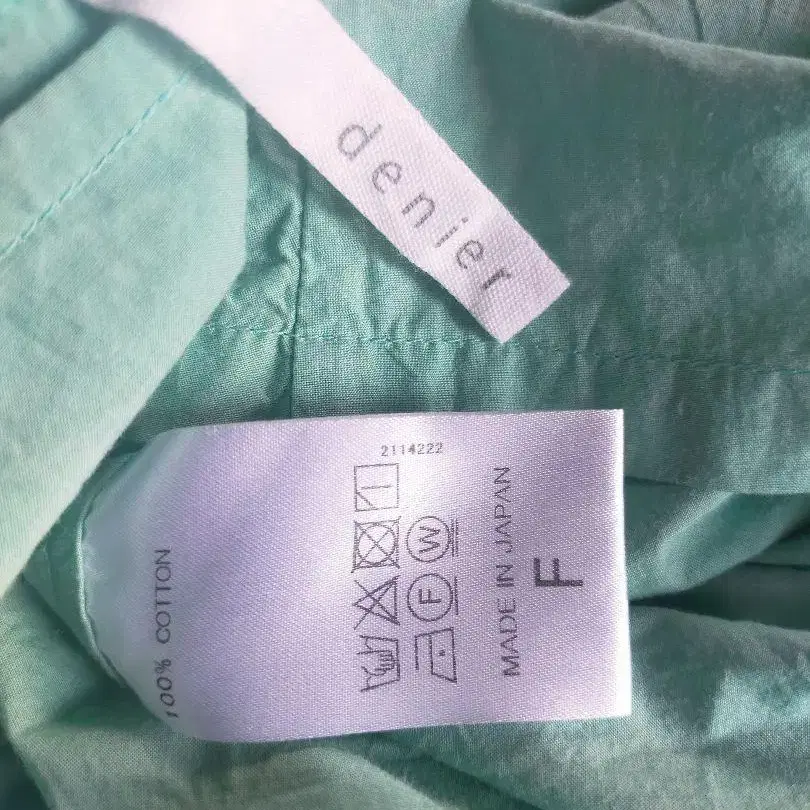 denier
100% COTTON
2114222
F W
MADE IN JAPAN
F